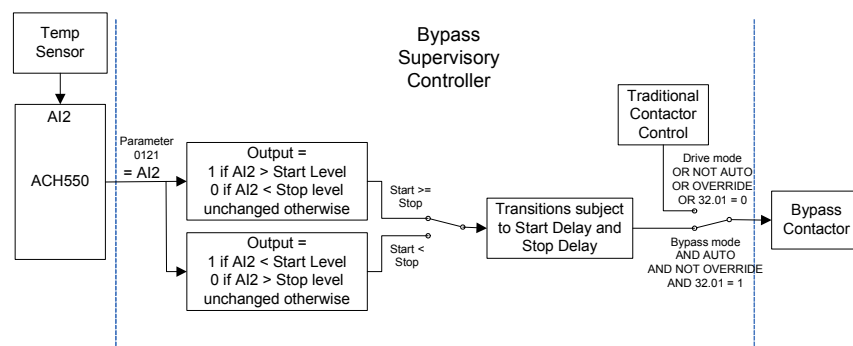 Temp
Sensor
AI2
ACH550
Parameter
0121
= AI2
Bypass
Supervisory
Controller
Output =
1 if AI2 > Start Level
0 if AI2 < Stop level
unchanged otherwise
Output =
1 if AI2 < Start Level
0 if AI2 > Stop level
unchanged otherwise
Start >=
Stop
Start <
Stop
Transitions subject
to Start Delay and
Stop Delay
Traditional
Contactor
Control
Drive mode
OR NOT AUTO
OR OVERRIDE
OR 32.01 = 0
Bypass mode
AND AUTO
AND NOT OVERRIDE
AND 32.01 = 1
Bypass
Contactor